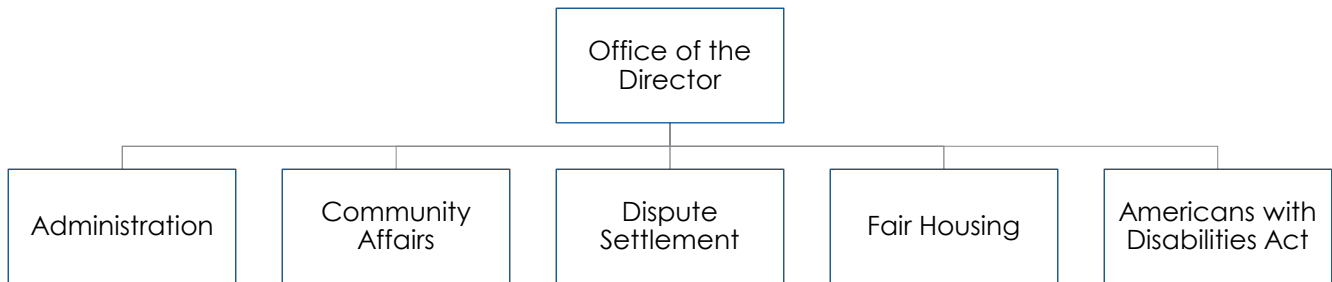 Office of the
Director
Administration
Community
Affairs
Dispute
Settlement
Fair Housing
Americans with
Disabilities Act